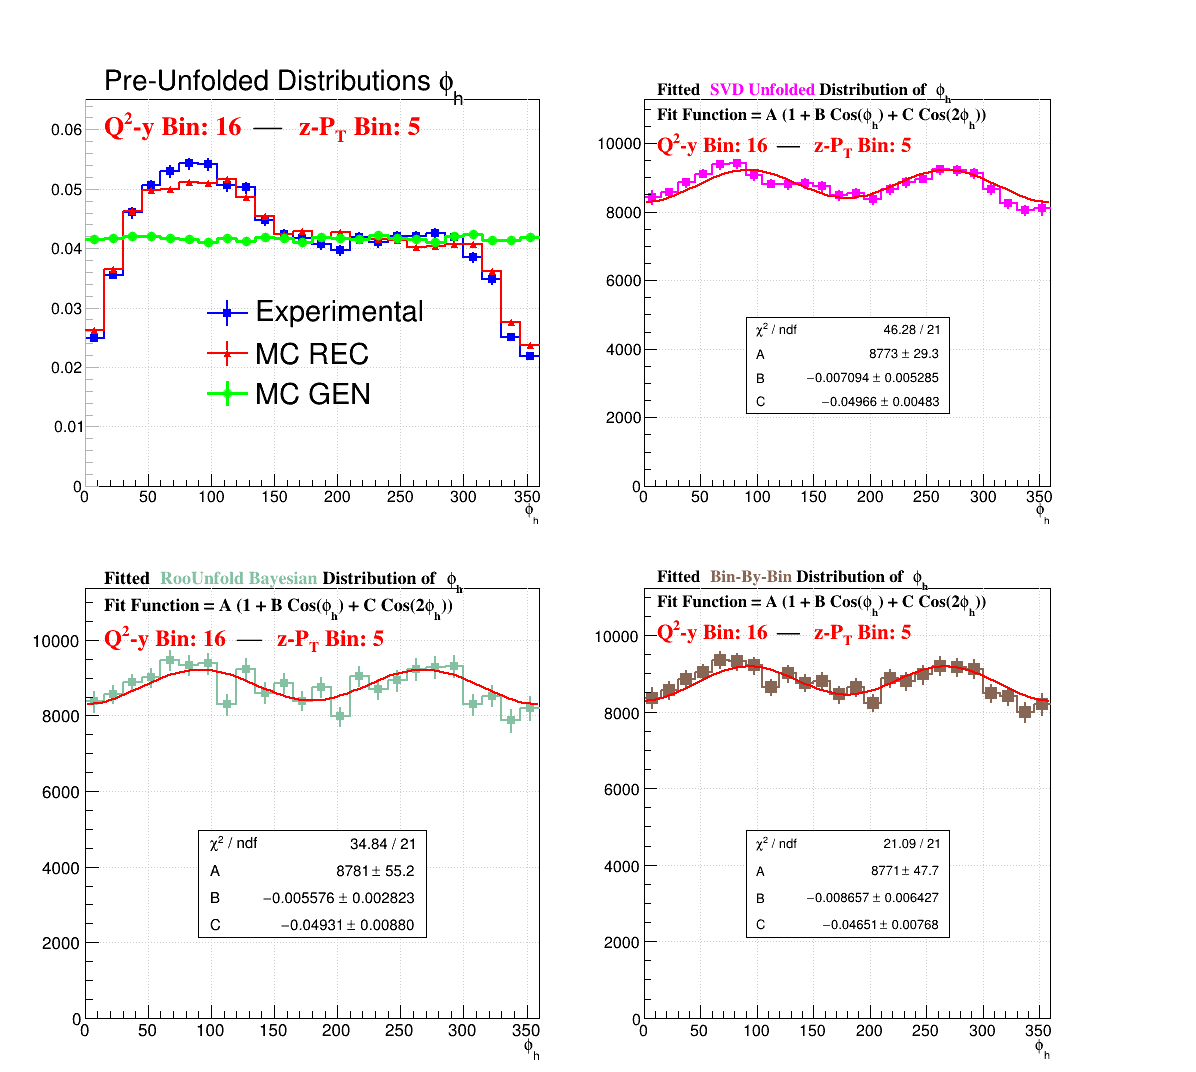 Pre-Unfolded Distributions ϕh
Q²-y Bin: 16 — z-PT Bin: 5
0.06
0.05
0.04
0.03
0.02
0.01
0
Experimental
MC REC
MC GEN
0 50 100 150 200 250 300 350
ϕh
Fitted SVD Unfolded Distribution of ϕh
Fit Function = A (1 + B Cos(ϕh) + C Cos(2ϕh))
Q²-y Bin: 16 — z-PT Bin: 5
10000
8000
6000
4000
2000
0
χ² / ndf 46.28 / 21
A 8773 ± 29.3
B −0.007094 ± 0.005285
C −0.04966 ± 0.00483
0 50 100 150 200 250 300 350
ϕh
Fitted RooUnfold Bayesian Distribution of ϕh
Fit Function = A (1 + B Cos(ϕh) + C Cos(2ϕh))
Q²-y Bin: 16 — z-PT Bin: 5
10000
8000
6000
4000
2000
0
χ² / ndf 34.84 / 21
A 8781 ± 55.2
B −0.005576 ± 0.002823
C −0.04931 ± 0.00880
0 50 100 150 200 250 300 350
ϕh
Fitted Bin-By-Bin Distribution of ϕh
Fit Function = A (1 + B Cos(ϕh) + C Cos(2ϕh))
Q²-y Bin: 16 — z-PT Bin: 5
10000
8000
6000
4000
2000
0
χ² / ndf 21.09 / 21
A 8771 ± 47.7
B −0.008657 ± 0.006427
C −0.04651 ± 0.00768
0 50 100 150 200 250 300 350
ϕh